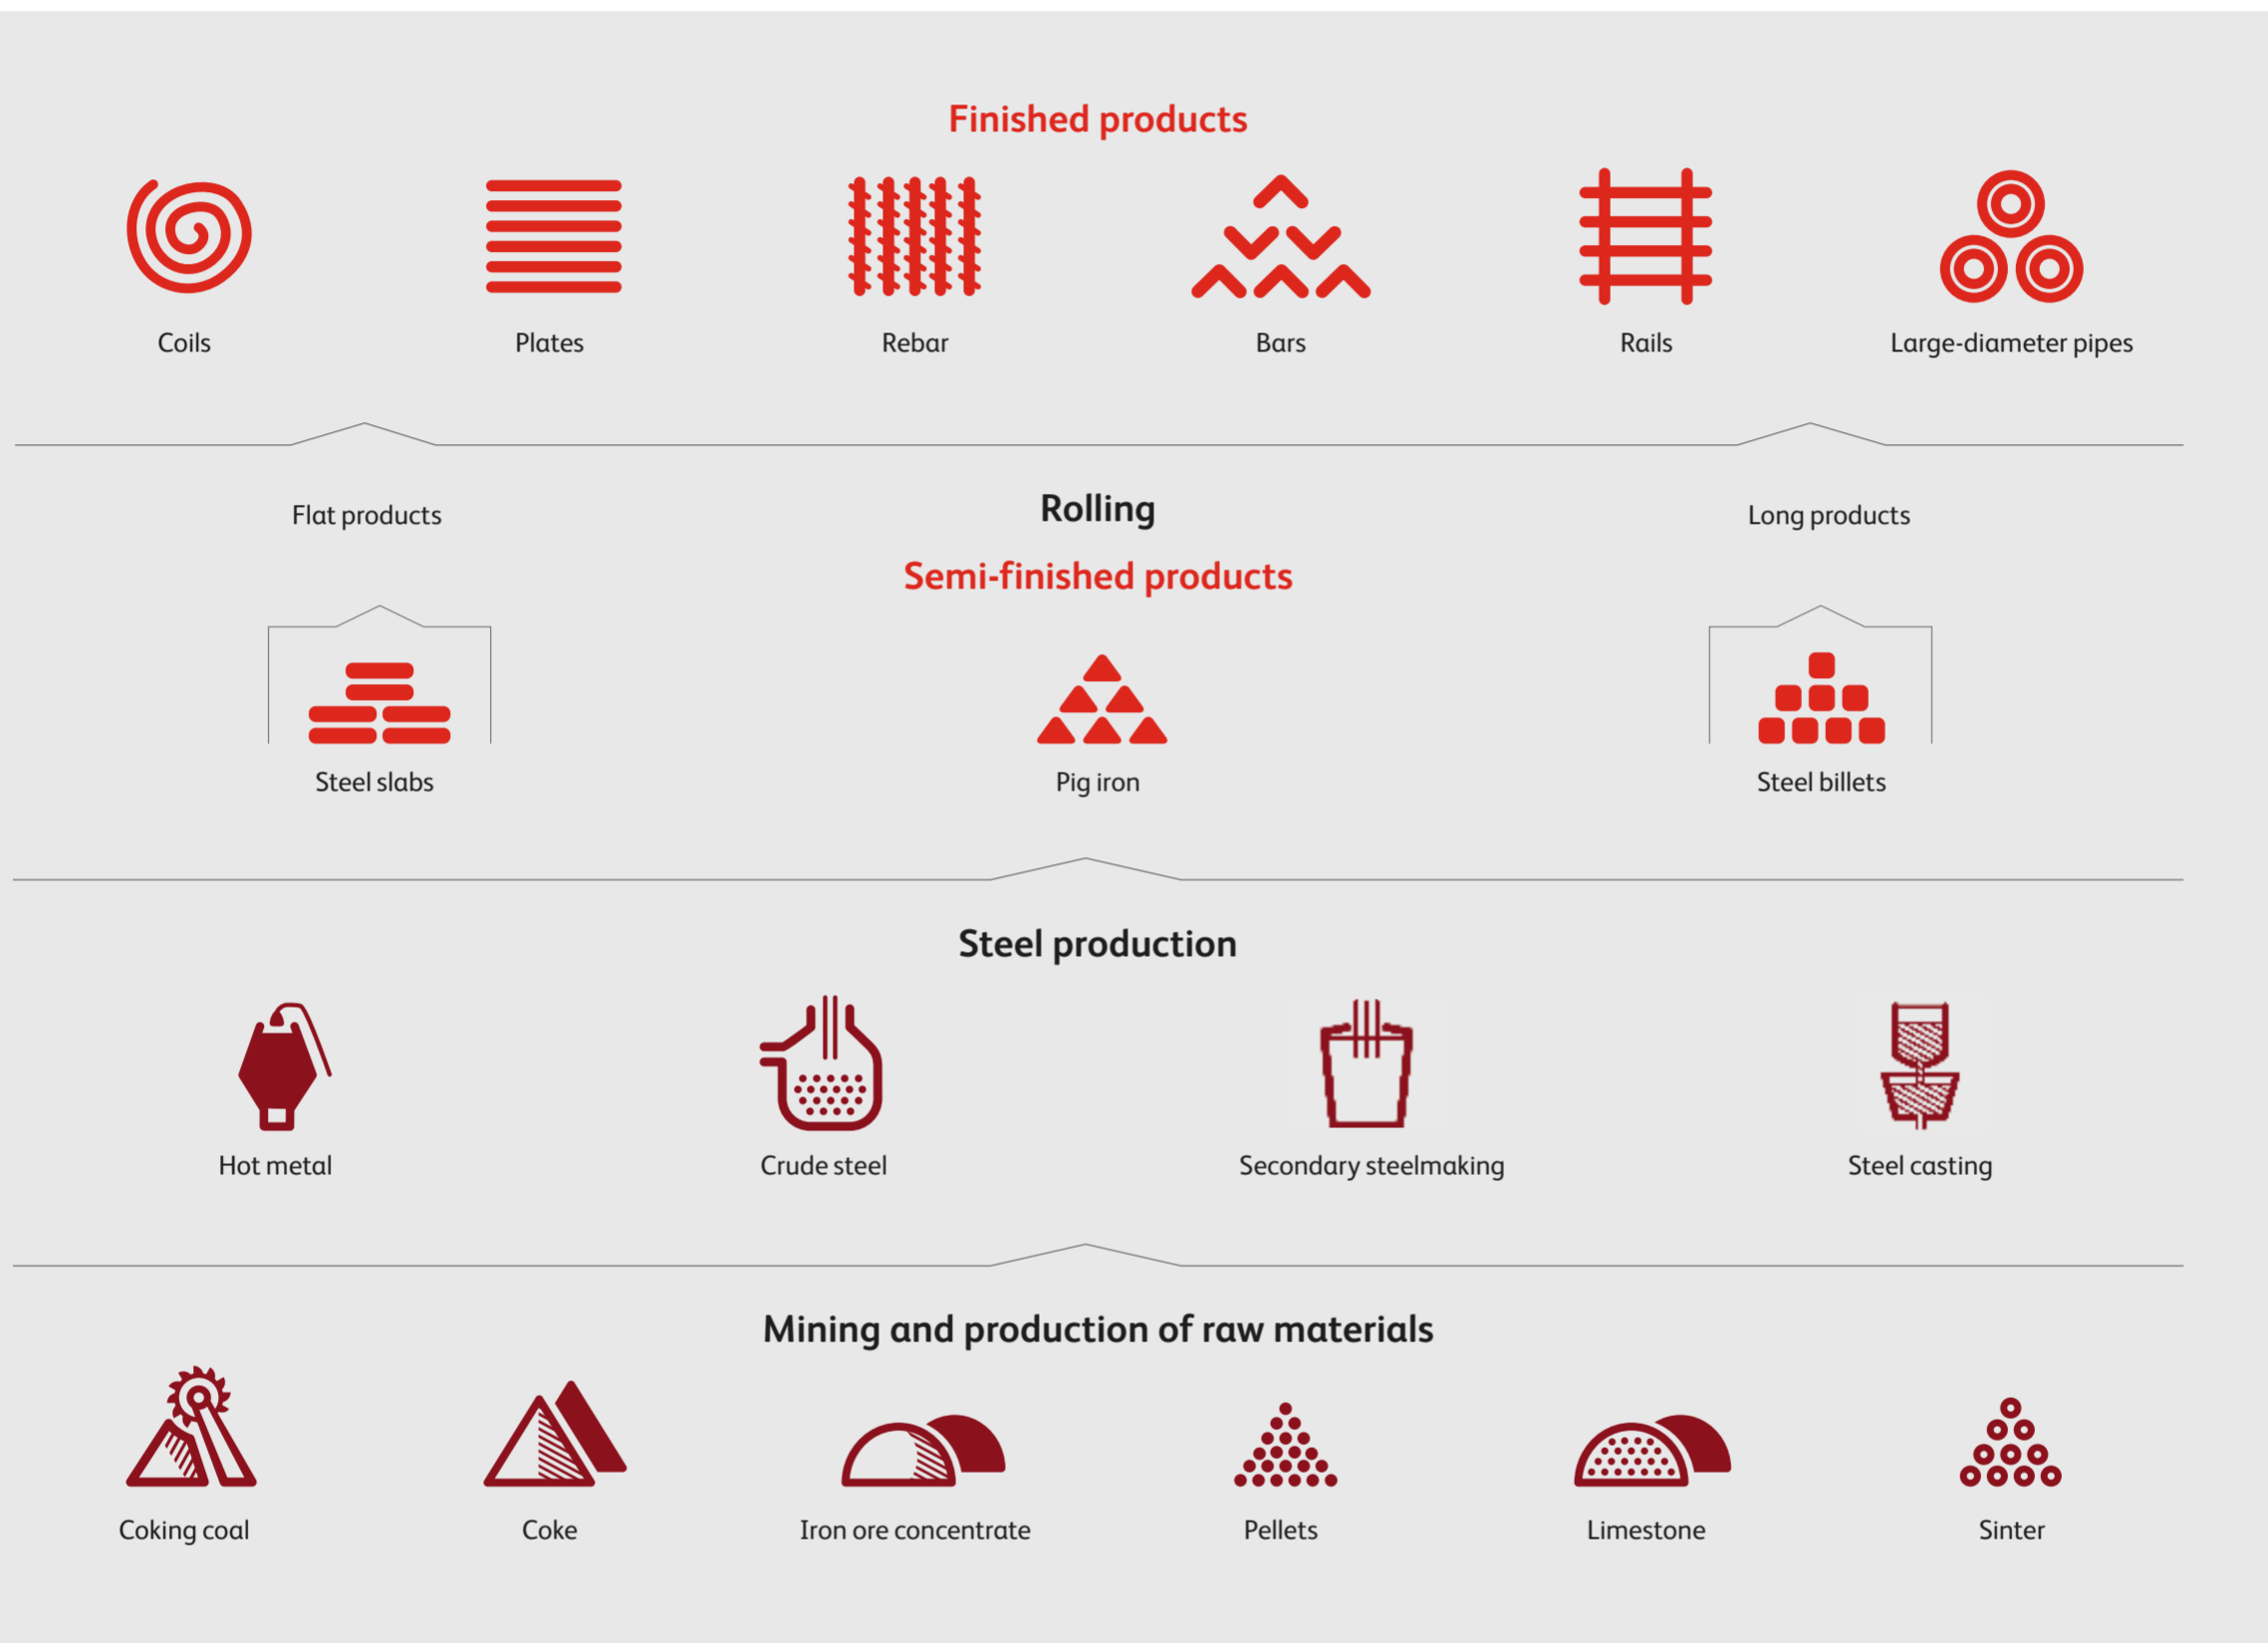 Finished products
Coils
Plates
Rebar
Bars
Rails
Large-diameter pipes
Flat products
Rolling
Long products
Semi-finished products
Steel slabs
Pig iron
Steel billets
Steel production
Hot metal
Crude steel
Secondary steelmaking
Steel casting
Mining and production of raw materials
Coking coal
Coke
Iron ore concentrate
Pellets
Limestone
Sinter